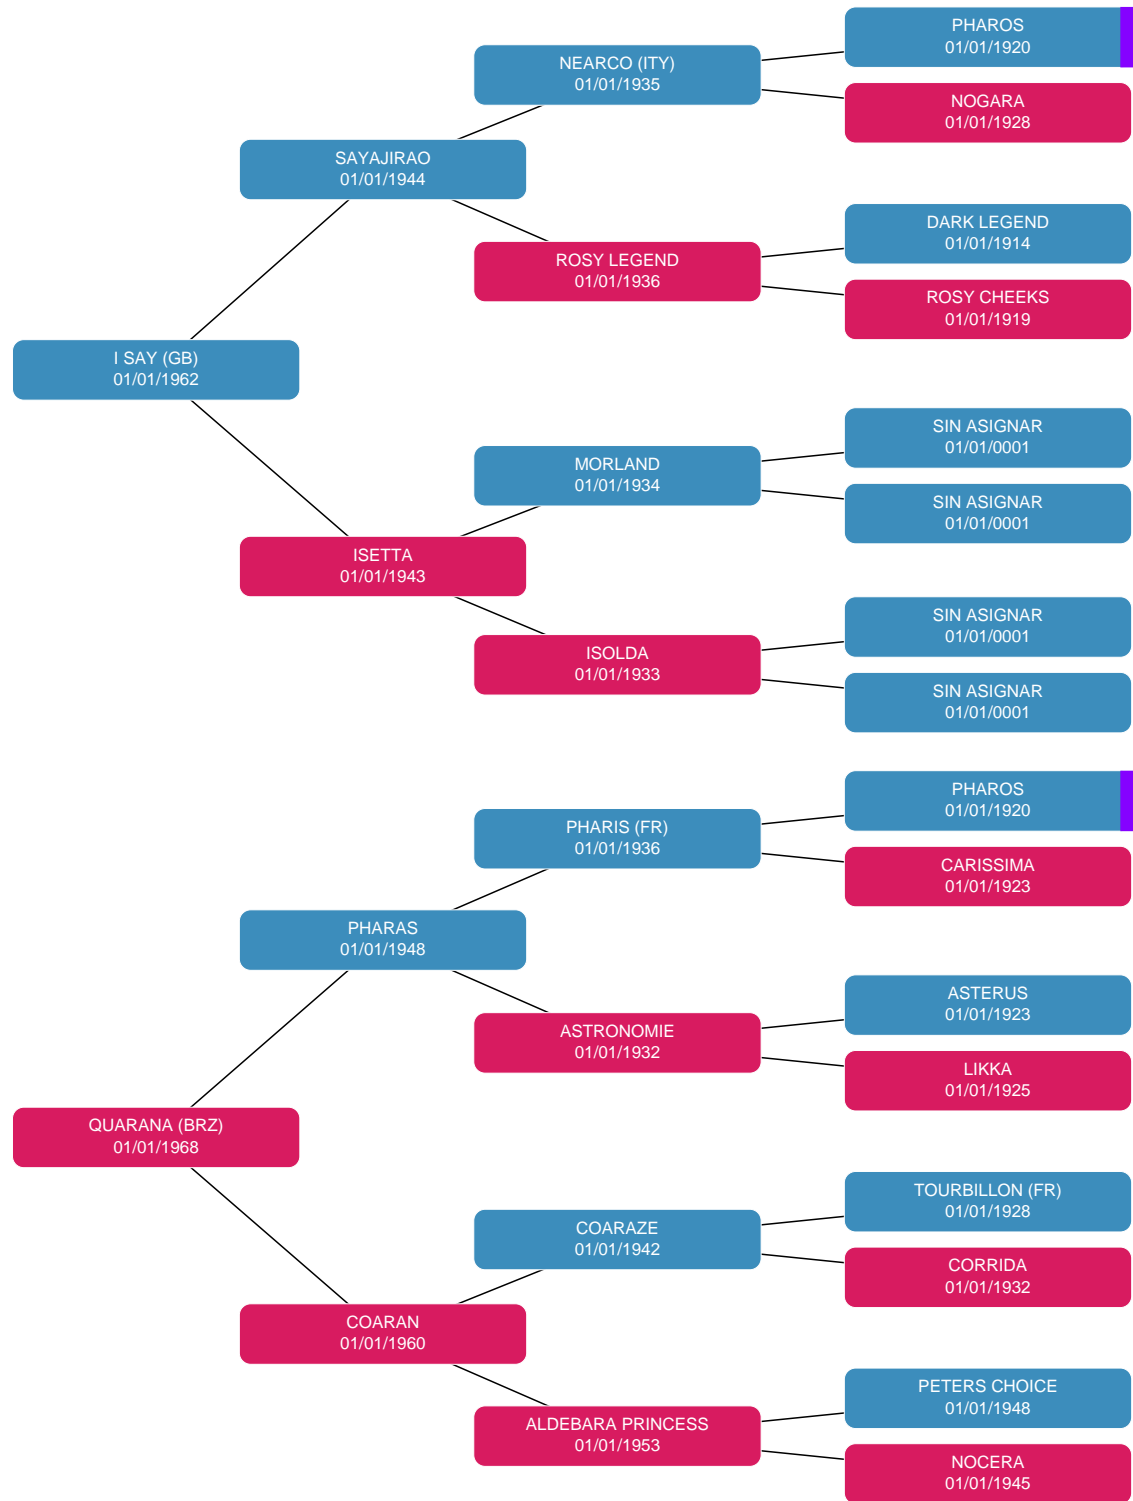 PHAROS
01/01/1920
NEARCO (ITY)
01/01/1935
NOGARA
01/01/1928
SAYAJIRAO
01/01/1944
DARK LEGEND
01/01/1914
ROSY LEGEND
01/01/1936
ROSY CHEEKS
01/01/1919
I SAY (GB)
01/01/1962
SIN ASIGNAR
01/01/0001
MORLAND
01/01/1934
SIN ASIGNAR
01/01/0001
ISETTA
01/01/1943
SIN ASIGNAR
01/01/0001
ISOLDA
01/01/1933
SIN ASIGNAR
01/01/0001
PHAROS
01/01/1920
PHARIS (FR)
01/01/1936
CARISSIMA
01/01/1923
PHARAS
01/01/1948
ASTERUS
01/01/1923
ASTRONOMIE
01/01/1932
LIKKA
01/01/1925
QUARANA (BRZ)
01/01/1968
TOURBILLON (FR)
01/01/1928
COARAZE
01/01/1942
CORRIDA
01/01/1932
COARAN
01/01/1960
PETERS CHOICE
01/01/1948
ALDEBARA PRINCESS
01/01/1953
NOCERA
01/01/1945